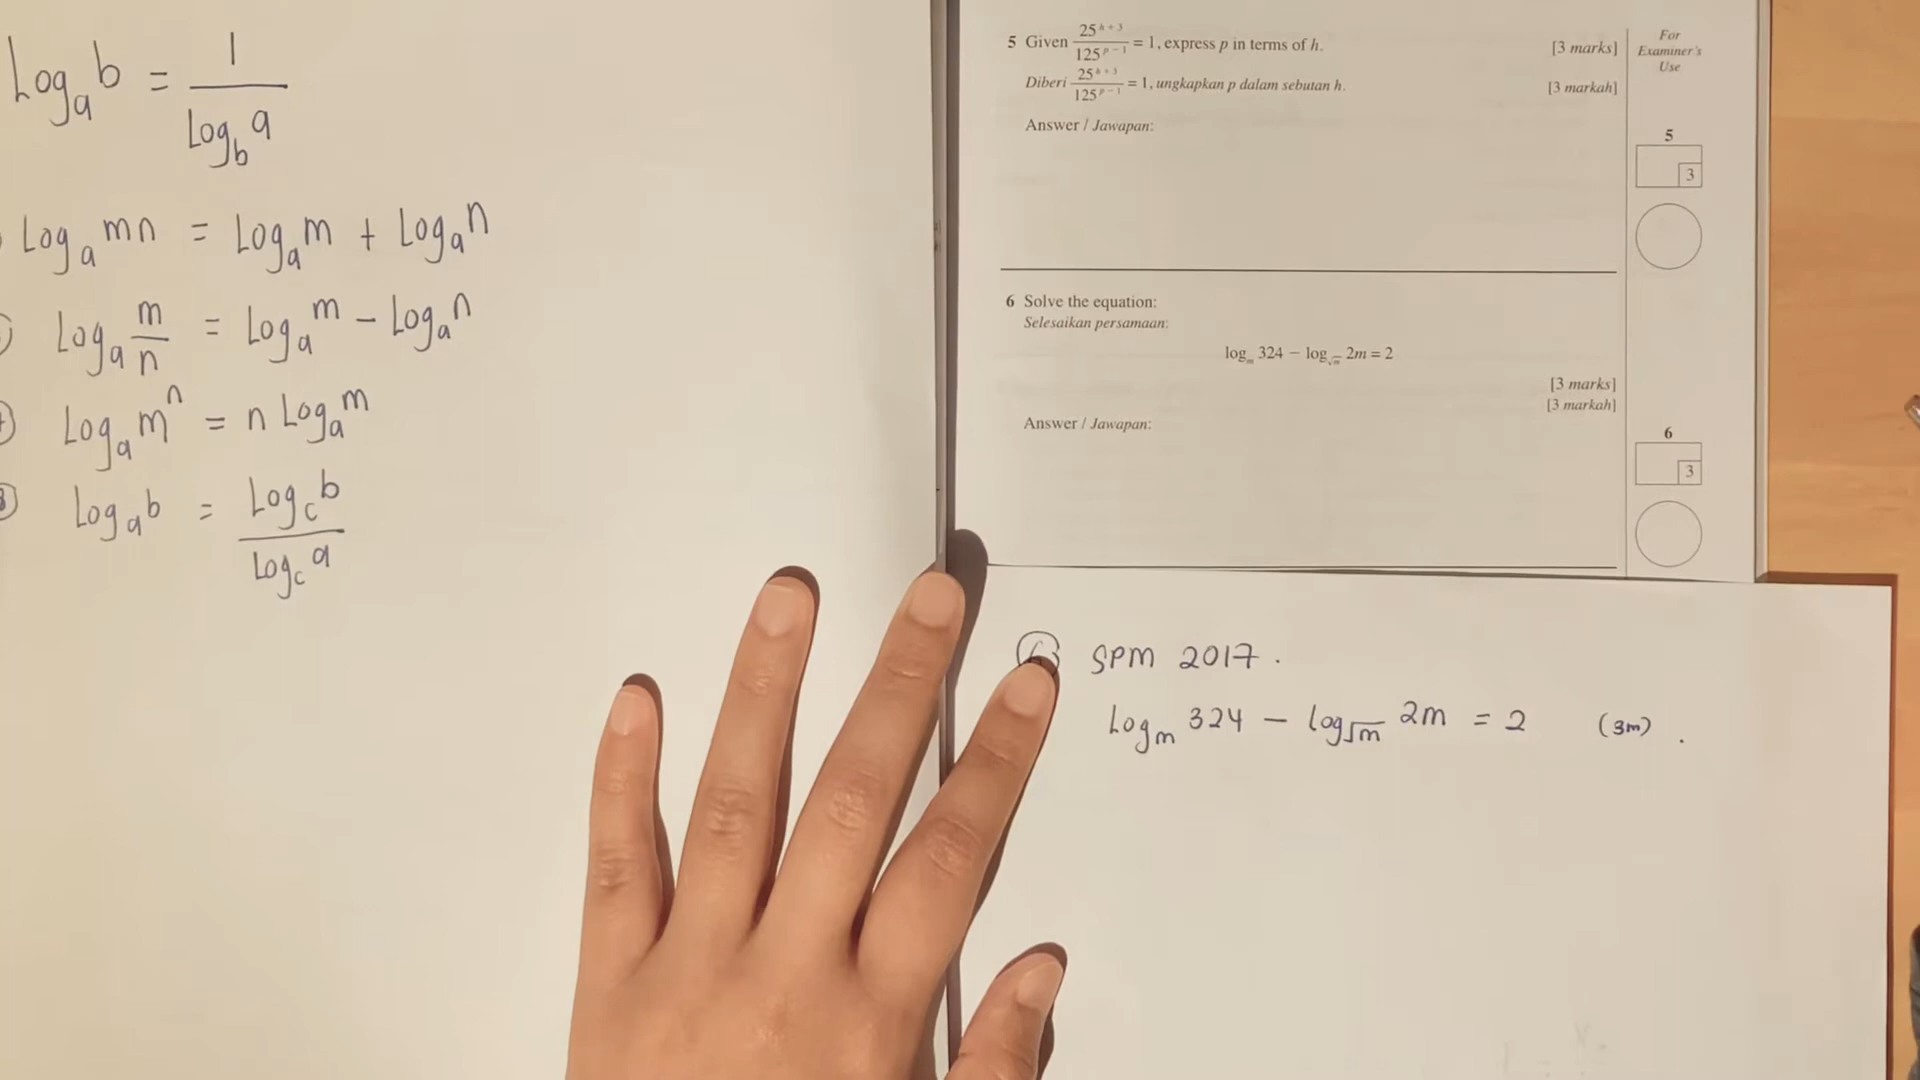 Log_a b = 1 / Log_b a
Log_a mn = Log_a m + Log_a n
Log_a m/n = Log_a m - Log_a n
Log_a m^n = n Log_a m
Log_a b = Log_c b / Log_c a
5 Given 25^(h + 3) / 125^(p − 1) = 1, express p in terms of h. [3 marks]
Diberi 25^(h + 3) / 125^(p − 1) = 1, ungkapkan p dalam sebutan h. [3 markah]
Answer / Jawapan:
For
Examiner's
Use
5
3
6 Solve the equation:
Selesaikan persamaan:
log_m 324 − log_√m 2m = 2
[3 marks]
[3 markah]
Answer / Jawapan:
6
3
SPM 2017.
Log_m 324 − log_√m 2m = 2 (3m).